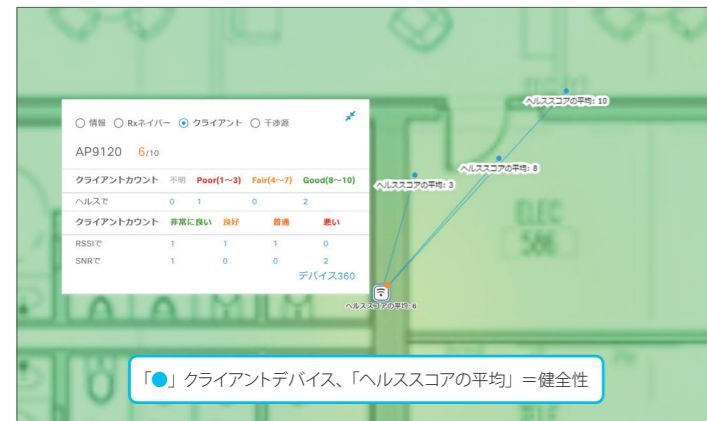 ヘルススコアの平均: 10
情報 Rxネイバー クライアント 干渉源
AP9120 6/10
クライアントカウント 不明 Poor(1～3) Fair(4～7) Good(8～10)
ヘルスで 0 1 0 2
クライアントカウント 非常に良い 良好 普通 悪い
RSSIで 1 1 1 0
SNRで 1 0 0 2
デバイス360
ヘルススコアの平均: 8
ヘルススコアの平均: 3
ELEC
586
ヘルススコアの平均: 6
「●」クライアントデバイス、「ヘルススコアの平均」＝健全性